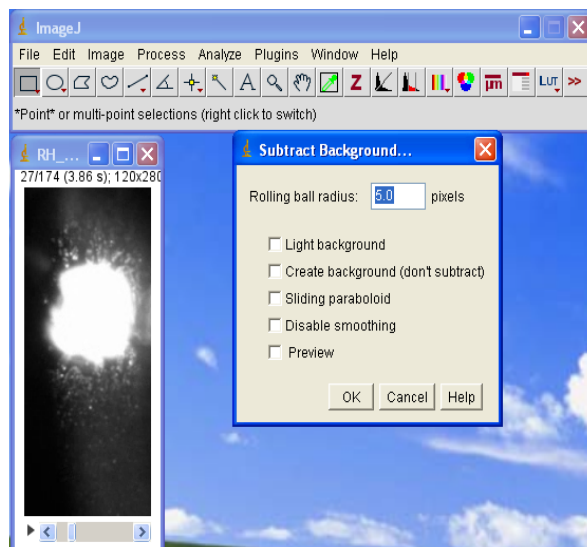 ImageJ
File Edit Image Process Analyze Plugins Window Help
A Z µm LUT >>
*Point* or multi-point selections (right click to switch)
RH_...
27/174 (3.86 s); 120x280
Subtract Background...
Rolling ball radius: 5.0 pixels
Light background
Create background (don't subtract)
Sliding paraboloid
Disable smoothing
Preview
OK Cancel Help